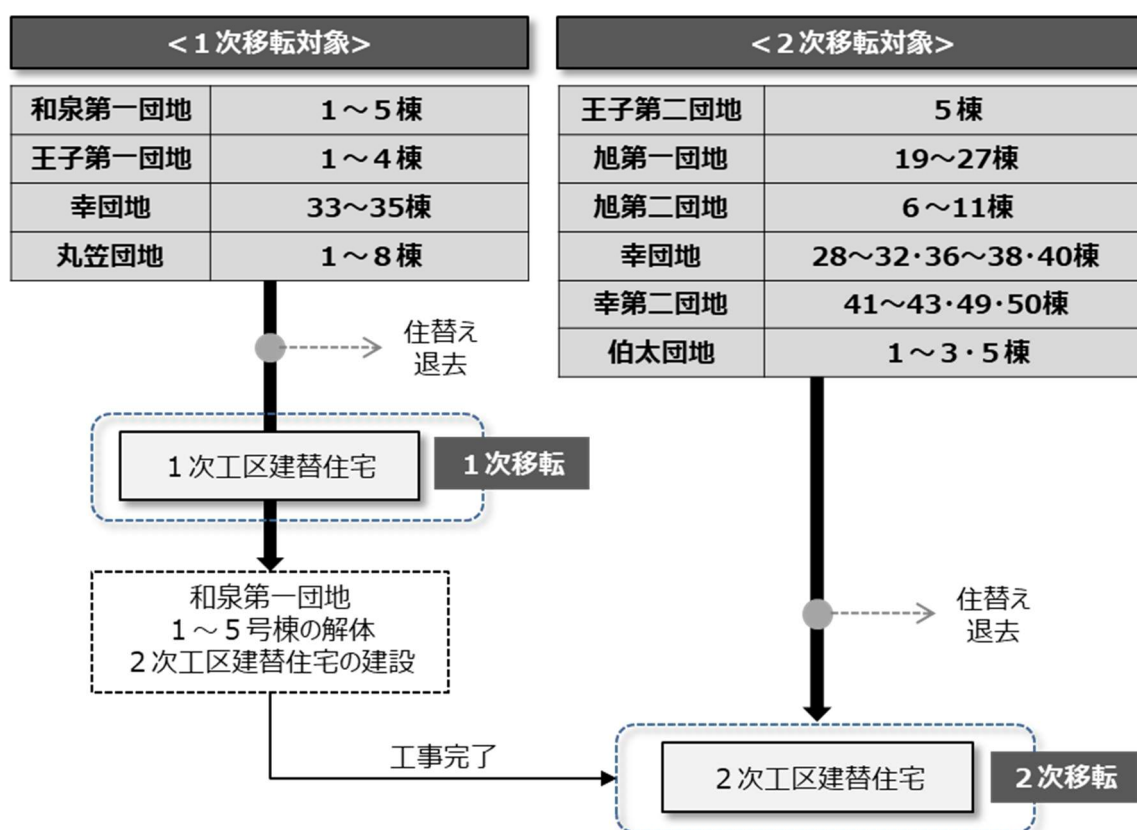 <１次移転対象>
和泉第一団地 1～5棟
王子第一団地 1～4棟
幸団地 33～35棟
丸笠団地 1～8棟
住替え
退去
１次工区建替住宅
１次移転
和泉第一団地
１～５号棟の解体
２次工区建替住宅の建設
工事完了
<２次移転対象>
王子第二団地 5棟
旭第一団地 19～27棟
旭第二団地 6～11棟
幸団地 28～32･36～38･40棟
幸第二団地 41～43･49･50棟
伯太団地 1～3・5棟
住替え
退去
２次工区建替住宅
２次移転